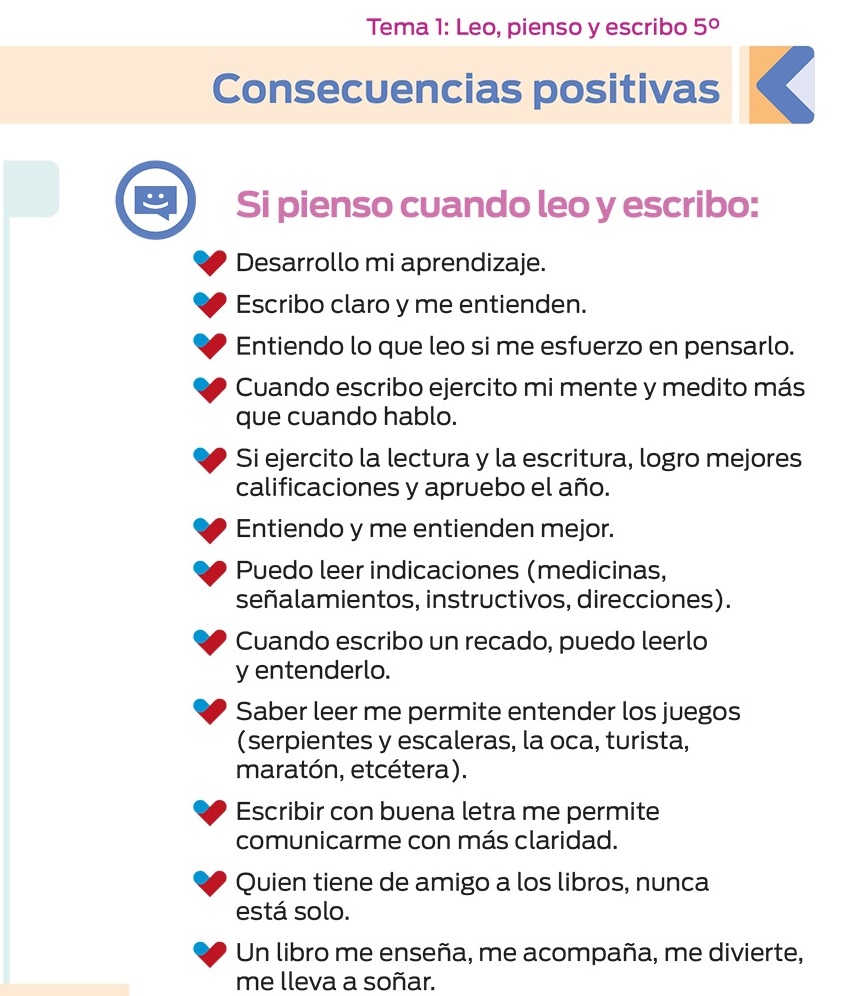 Tema 1: Leo, pienso y escribo 5º
Consecuencias positivas
Si pienso cuando leo y escribo:
Desarrollo mi aprendizaje.
Escribo claro y me entienden.
Entiendo lo que leo si me esfuerzo en pensarlo.
Cuando escribo ejercito mi mente y medito más
que cuando hablo.
Si ejercito la lectura y la escritura, logro mejores
calificaciones y apruebo el año.
Entiendo y me entienden mejor.
Puedo leer indicaciones (medicinas,
señalamientos, instructivos, direcciones).
Cuando escribo un recado, puedo leerlo
y entenderlo.
Saber leer me permite entender los juegos
(serpientes y escaleras, la oca, turista,
maratón, etcétera).
Escribir con buena letra me permite
comunicarme con más claridad.
Quien tiene de amigo a los libros, nunca
está solo.
Un libro me enseña, me acompaña, me divierte,
me lleva a soñar.